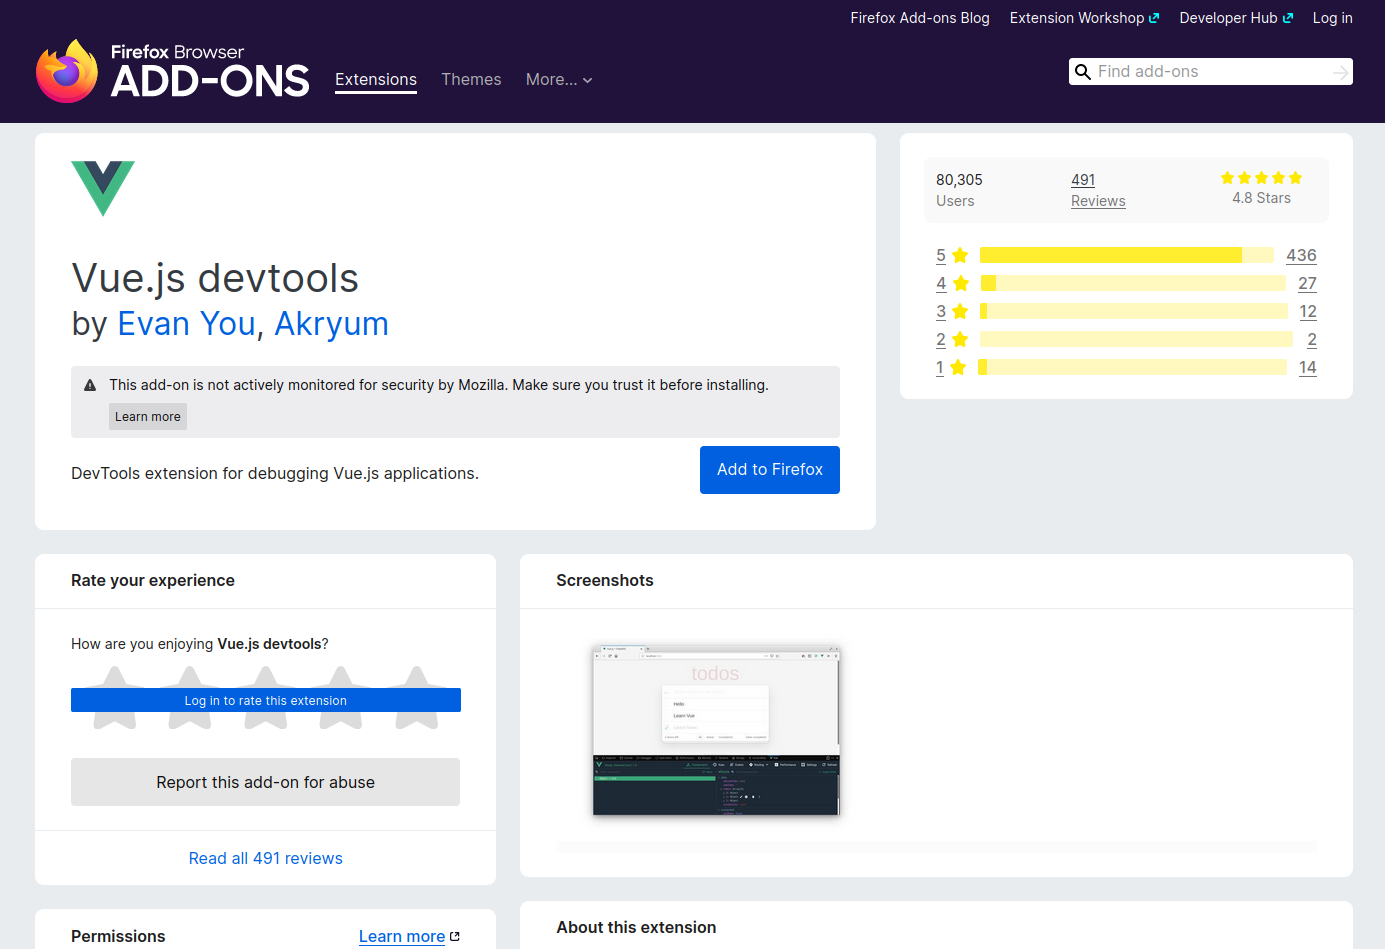 Firefox Add-ons Blog Extension Workshop Developer Hub Log in
Firefox Browser
ADD-ONS
Extensions Themes More... Find add-ons
Vue.js devtools
by Evan You, Akryum
This add-on is not actively monitored for security by Mozilla. Make sure you trust it before installing.
Learn more
DevTools extension for debugging Vue.js applications.
Add to Firefox
80,305
Users
491
Reviews
4.8 Stars
5 436
4 27
3 12
2 2
1 14
Rate your experience
How are you enjoying Vue.js devtools?
Log in to rate this extension
Report this add-on for abuse
Read all 491 reviews
Screenshots
todos
Hello
Learn Vue
Permissions Learn more
About this extension